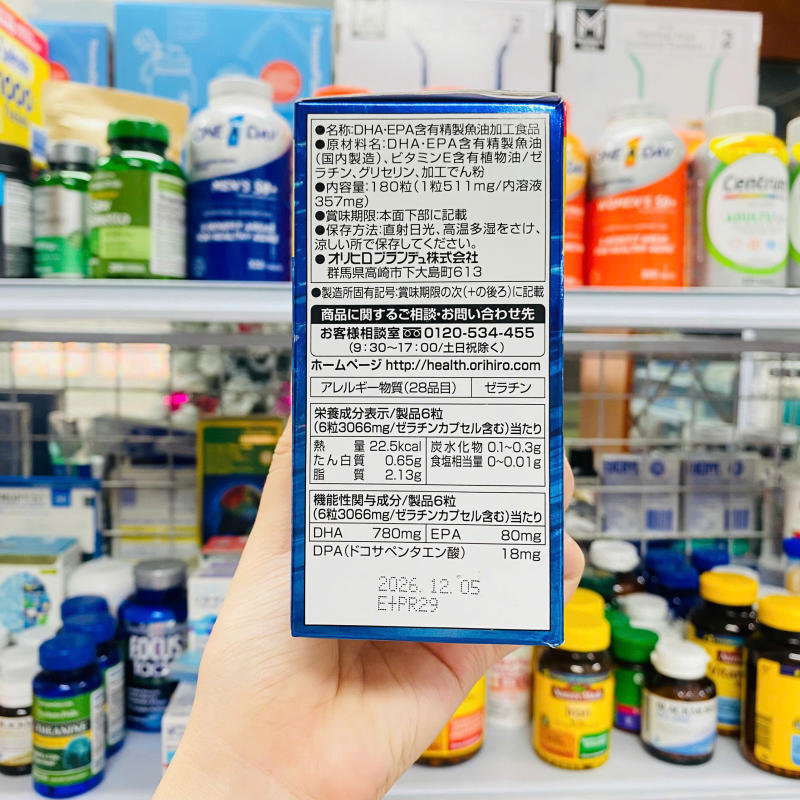 ●名称:DHA・EPA含有精製魚油加工食品
●原材料名:DHA・EPA含有精製魚油
(国内製造)、ビタミンE含有植物油/ゼ
ラチン、グリセリン、加工でん粉
●内容量:180粒(1粒511mg/内溶液
357mg)
●賞味期限:本面下部に記載
●保存方法:直射日光、高温多湿をさけ、
涼しい所で保存してください。
●オリヒロプランデュ株式会社
群馬県高崎市下大島町613
●製造所固有記号:賞味期限の次(+の後ろ)に記載
商品に関するご相談・お問い合わせ先
お客様相談室 0120-534-455
(9:30〜17:00/土日祝除く)
ホームページ http://health.orihiro.com
アレルギー物質(28品目) ゼラチン
栄養成分表示/製品6粒
(6粒3066mg/ゼラチンカプセル含む)当たり
熱量 22.5kcal 炭水化物 0.1〜0.3g
たん白質 0.65g 食塩相当量 0〜0.01g
脂質 2.13g
機能性関与成分/製品6粒
(6粒3066mg/ゼラチンカプセル含む)当たり
DHA 780mg EPA 80mg
DPA(ドコサペンタエン酸) 18mg
2026.12.05
E+PR29
ONE A DAY
MEN'S 50+
ONE A DAY
WOMEN'S 50+
Centrum
ADULTS
FOCUS